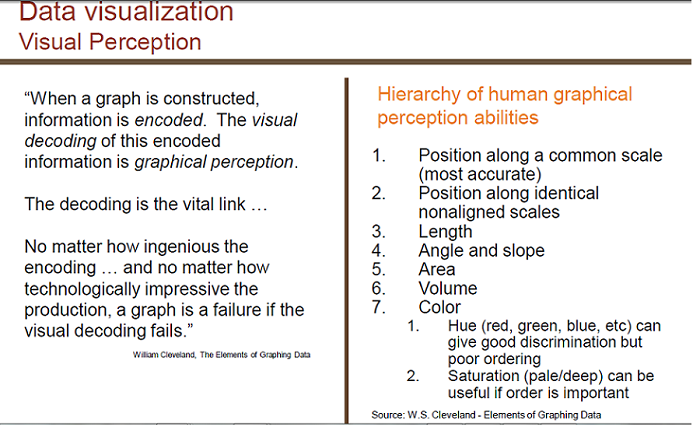 Data visualization
Visual Perception
“When a graph is constructed,
information is encoded. The visual
decoding of this encoded
information is graphical perception.
The decoding is the vital link …
No matter how ingenious the
encoding … and no matter how
technologically impressive the
production, a graph is a failure if the
visual decoding fails.”
William Cleveland, The Elements of Graphing Data
Hierarchy of human graphical
perception abilities
1. Position along a common scale
(most accurate)
2. Position along identical
nonaligned scales
3. Length
4. Angle and slope
5. Area
6. Volume
7. Color
1. Hue (red, green, blue, etc) can
give good discrimination but
poor ordering
2. Saturation (pale/deep) can be
useful if order is important
Source: W.S. Cleveland - Elements of Graphing Data